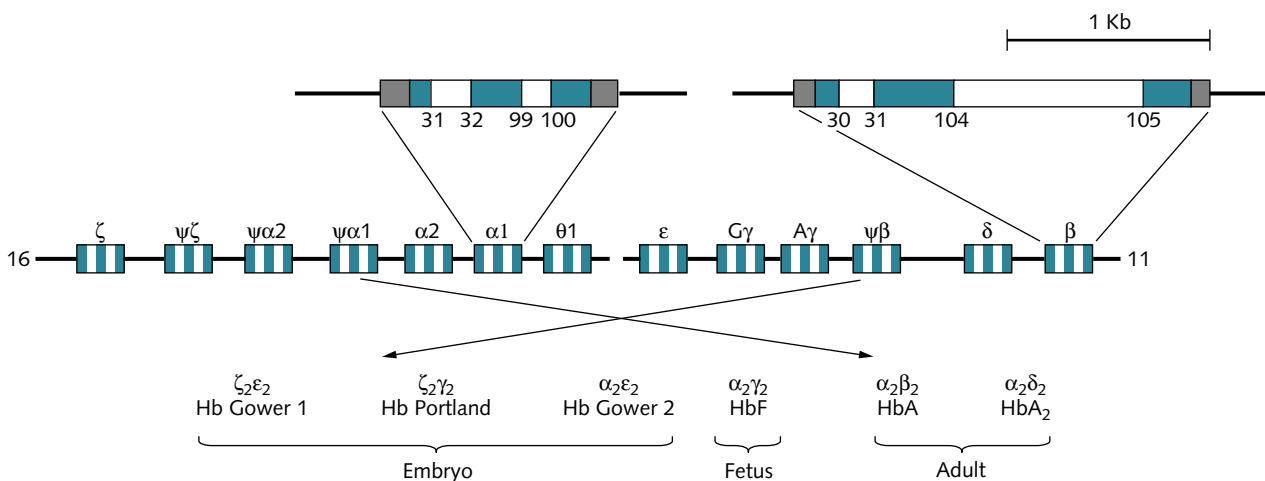 1 Kb
31 32 99 100 30 31 104 105
ζ ψζ ψα2 ψα1 α2 α1 θ1 ε Gγ Aγ ψβ δ β
16 11
ζ₂ε₂ ζ₂γ₂ α₂ε₂ α₂γ₂ α₂β₂ α₂δ₂
Hb Gower 1 Hb Portland Hb Gower 2 HbF HbA HbA₂
Embryo Fetus Adult